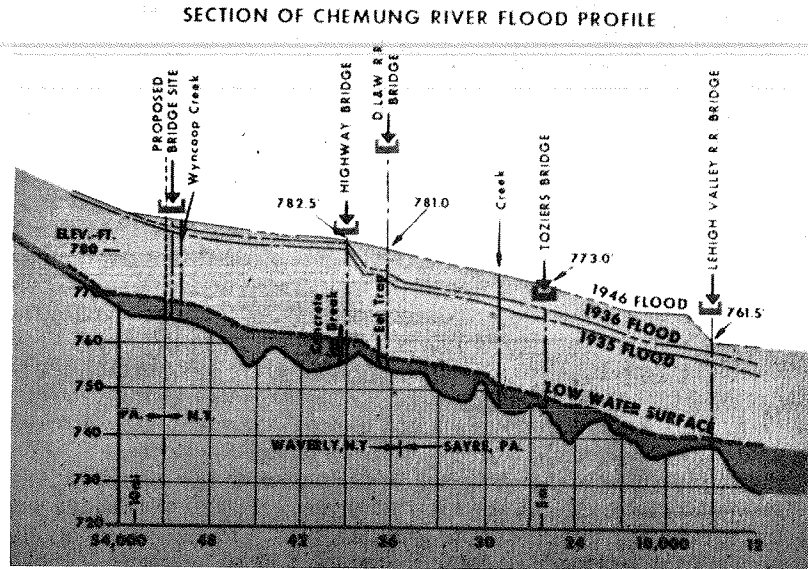 SECTION OF CHEMUNG RIVER FLOOD PROFILE
PROPOSED
BRIDGE SITE
Wyncoop Creek
HIGHWAY BRIDGE
D L&W R.R
BRIDGE
Creek
TOZIERS BRIDGE
LEHIGH VALLEY R.R. BRIDGE
782.5'
781.0
773.0'
761.5'
ELEV.-FT.
780
770
760
750
740
730
720
1946 FLOOD
1936 FLOOD
1935 FLOOD
Concrete
Break
Eel Trap
LOW WATER SURFACE
PA.
N.Y.
WAVERLY, N.Y
SAYRE, PA.
10mi
54,000
48
42
36
30
24
18,000
12